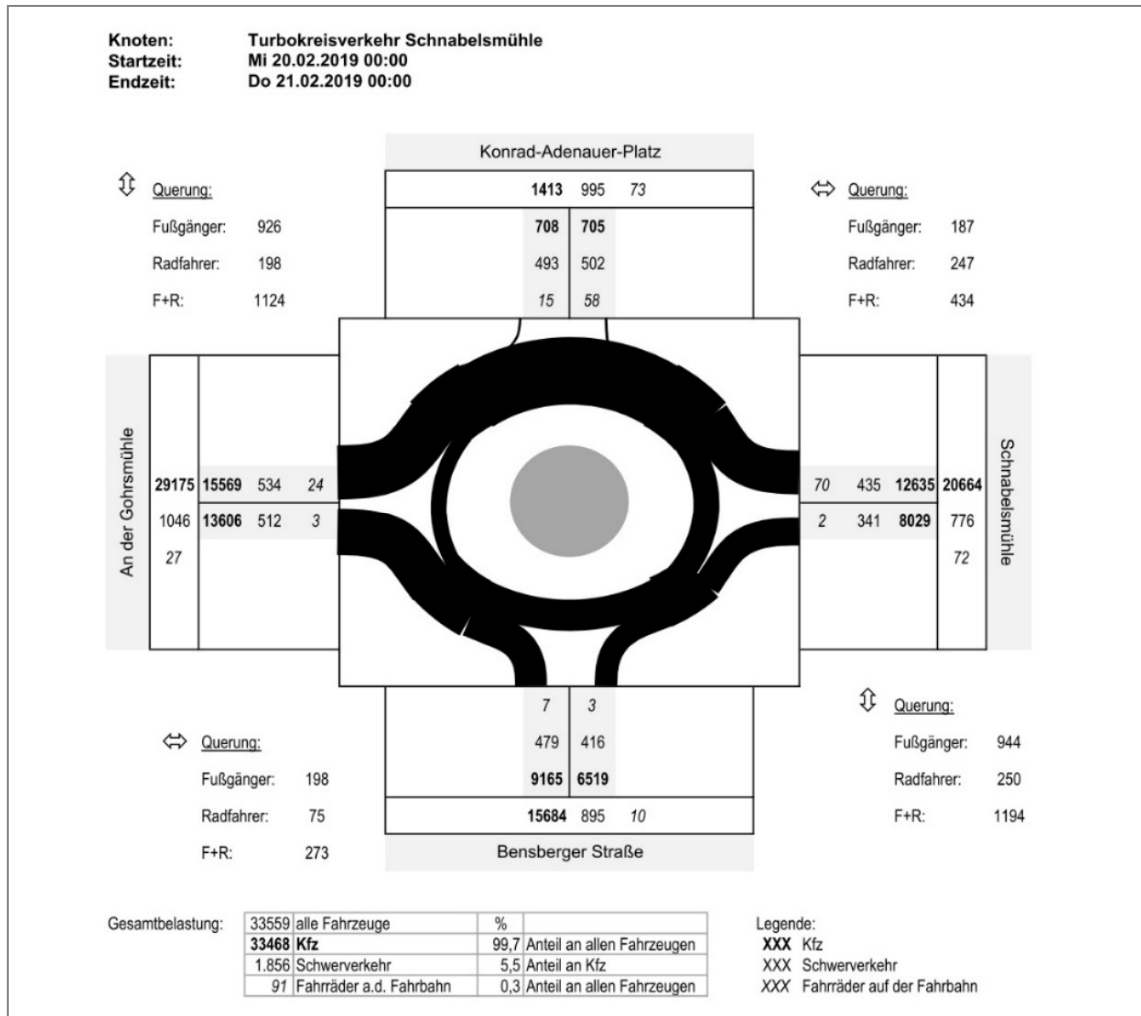 Knoten: Turbokreisverkehr Schnabelsmühle
Startzeit: Mi 20.02.2019 00:00
Endzeit: Do 21.02.2019 00:00
Konrad-Adenauer-Platz
1413 995 73
708 705
493 502
15 58
Querung:
Fußgänger: 926
Radfahrer: 198
F+R: 1124
Querung:
Fußgänger: 187
Radfahrer: 247
F+R: 434
An der Gohrsmühle
29175 15569 534 24
1046 13606 512 3
27
70 435 12635 20664
2 341 8029 776
72
Schnabelsmühle
7 3
479 416
9165 6519
15684 895 10
Bensberger Straße
Querung:
Fußgänger: 198
Radfahrer: 75
F+R: 273
Querung:
Fußgänger: 944
Radfahrer: 250
F+R: 1194
Gesamtbelastung: 33559 alle Fahrzeuge %
33468 Kfz 99,7 Anteil an allen Fahrzeugen
1.856 Schwerverkehr 5,5 Anteil an Kfz
91 Fahrräder a.d. Fahrbahn 0,3 Anteil an allen Fahrzeugen
Legende:
XXX Kfz
XXX Schwerverkehr
XXX Fahrräder auf der Fahrbahn